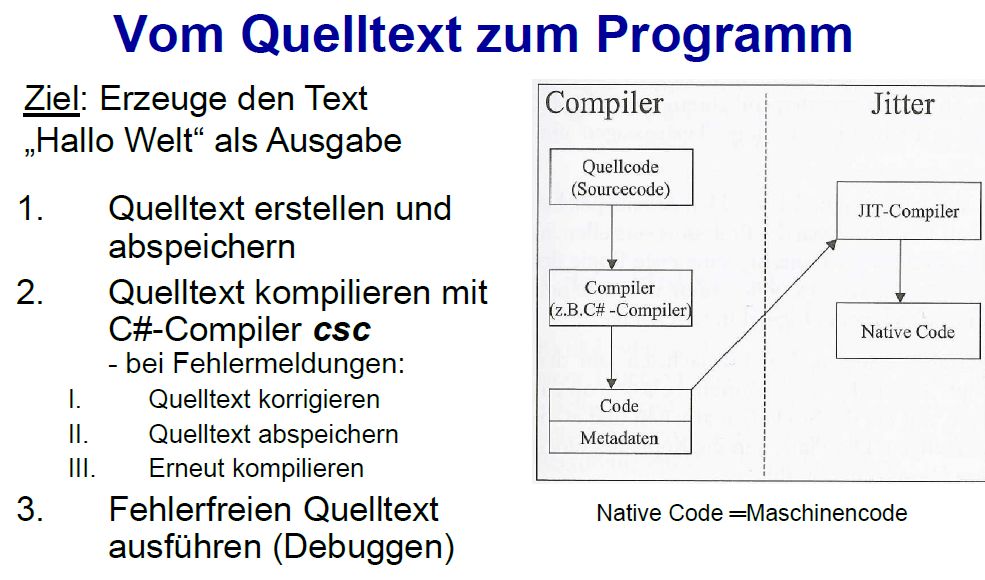 Vom Quelltext zum Programm
Ziel: Erzeuge den Text
„Hallo Welt“ als Ausgabe
1. Quelltext erstellen und
abspeichern
2. Quelltext kompilieren mit
C#-Compiler csc
- bei Fehlermeldungen:
I. Quelltext korrigieren
II. Quelltext abspeichern
III. Erneut kompilieren
3. Fehlerfreien Quelltext
ausführen (Debuggen)
Compiler
Quellcode
(Sourcecode)
Compiler
(z.B.C# -Compiler)
Code
Metadaten
Jitter
JIT-Compiler
Native Code
Native Code =Maschinencode